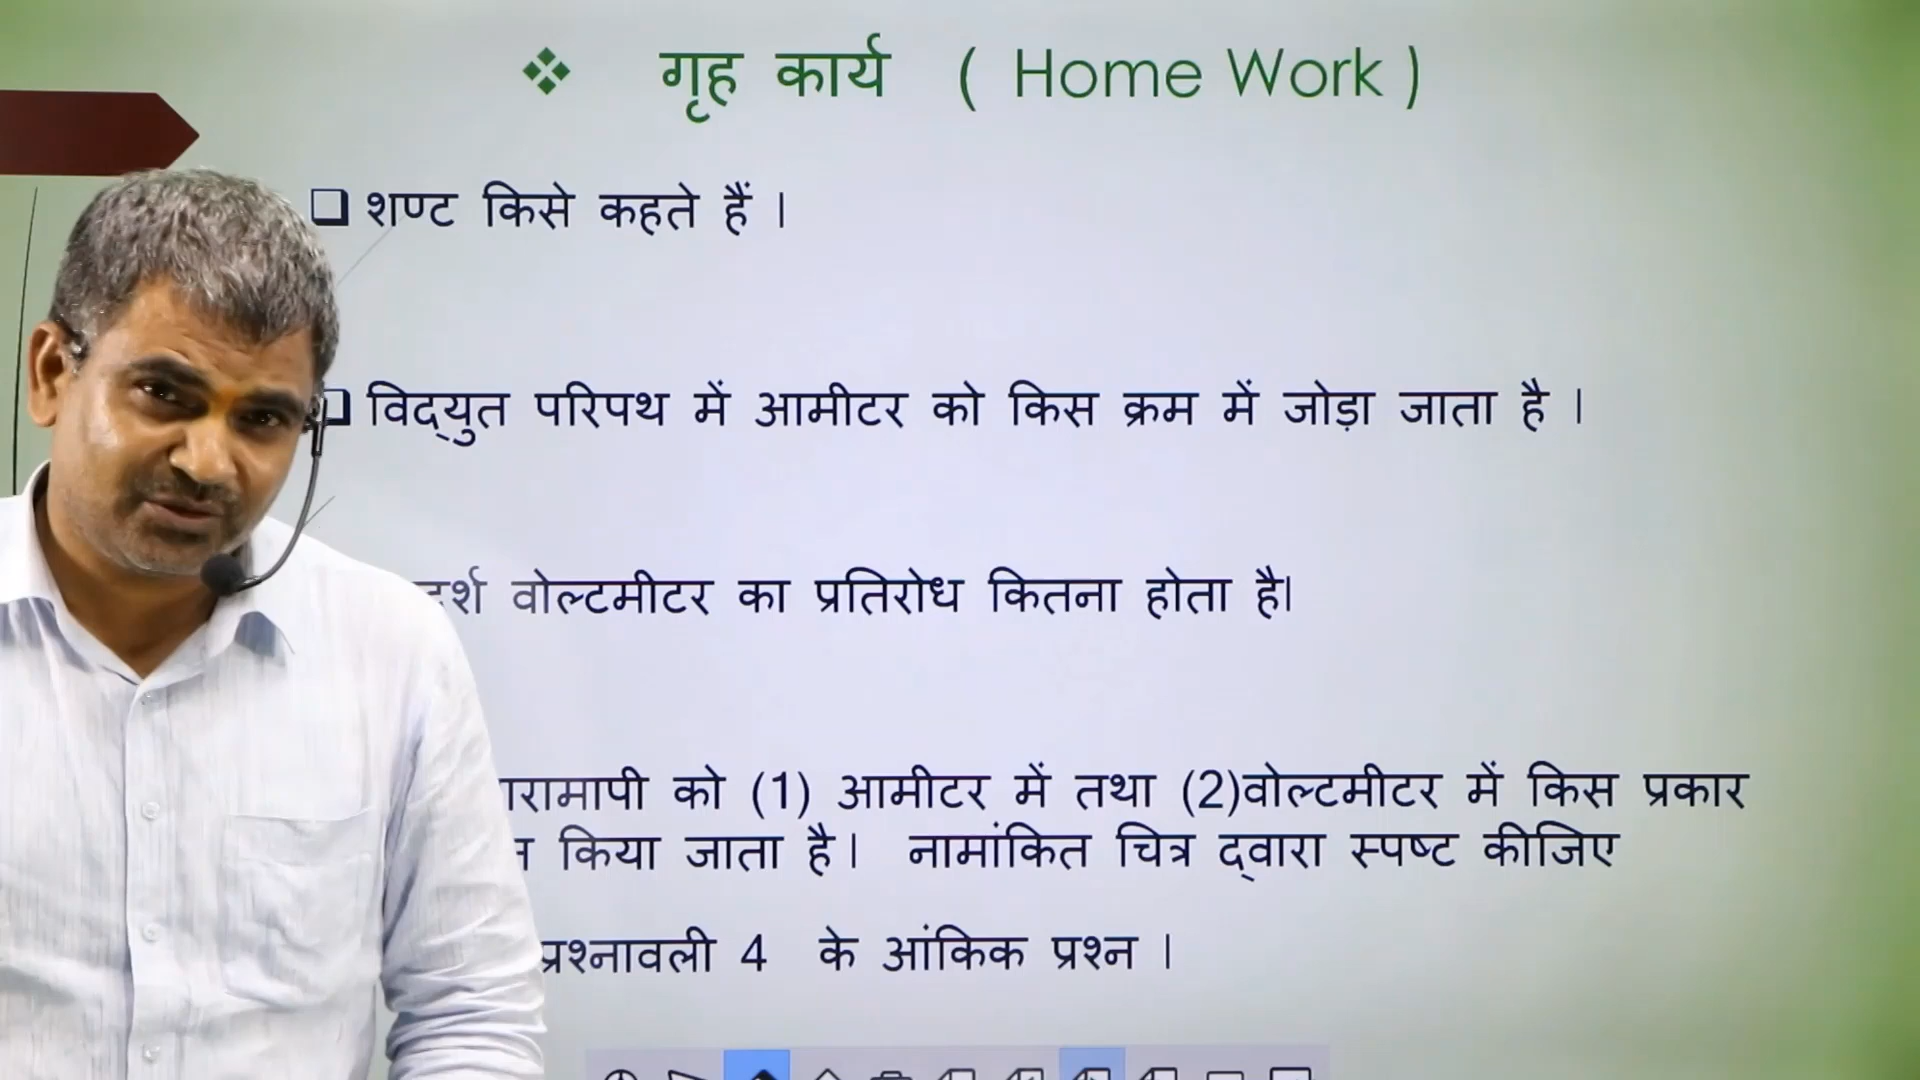 गृह कार्य ( Home Work )
शण्ट किसे कहते हैं ।
विद्युत परिपथ में आमीटर को किस क्रम में जोड़ा जाता है ।
वोल्टमीटर का प्रतिरोध कितना होता है।
को (1) आमीटर में तथा (2)वोल्टमीटर में किस प्रकार
किया जाता है। नामांकित चित्र द्वारा स्पष्ट कीजिए
प्रश्नावली 4 के आंकिक प्रश्न ।